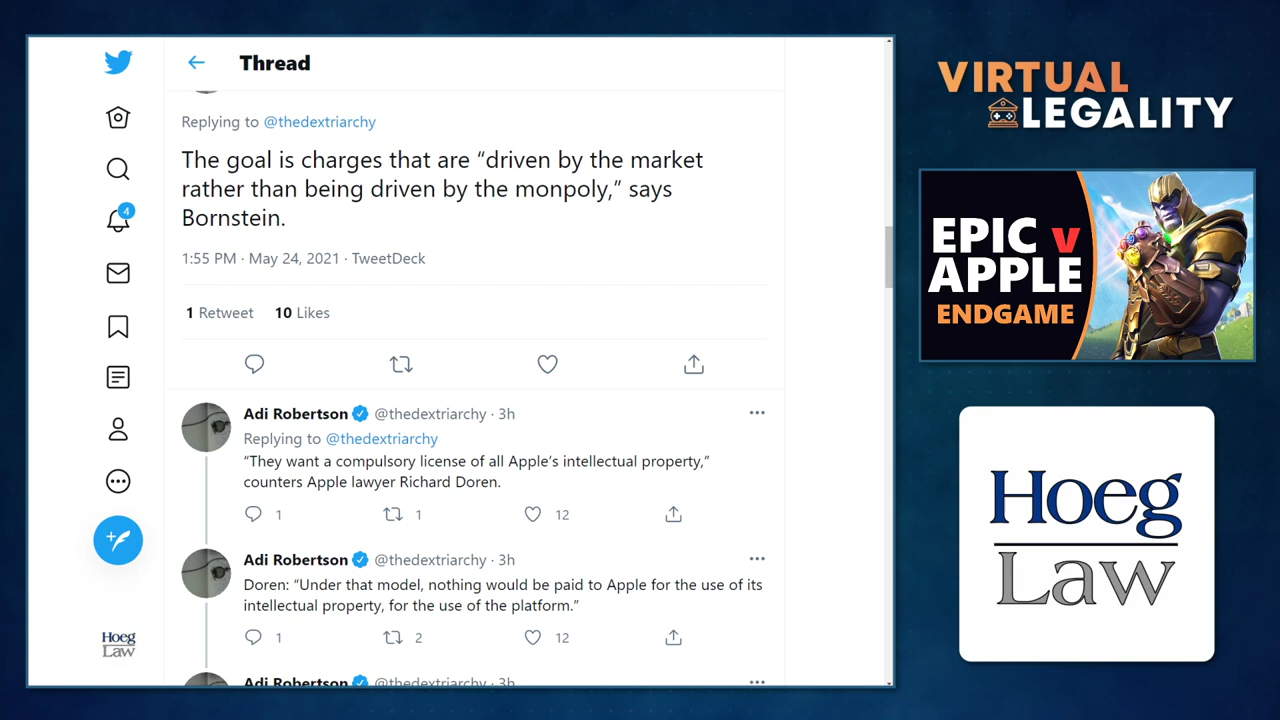 Thread
Replying to @thedextriarchy
The goal is charges that are “driven by the market
rather than being driven by the monpoly,” says
Bornstein.
1:55 PM · May 24, 2021 · TweetDeck
1 Retweet 10 Likes
Adi Robertson @thedextriarchy · 3h
Replying to @thedextriarchy
“They want a compulsory license of all Apple’s intellectual property,”
counters Apple lawyer Richard Doren.
1 1 12
Adi Robertson @thedextriarchy · 3h
Doren: “Under that model, nothing would be paid to Apple for the use of its
intellectual property, for the use of the platform.”
1 2 12
Adi Robertson @thedextriarchy · 3h
4
Hoeg
Law
VIRTUAL
LEGALITY
EPIC v
APPLE
ENDGAME
Hoeg
Law